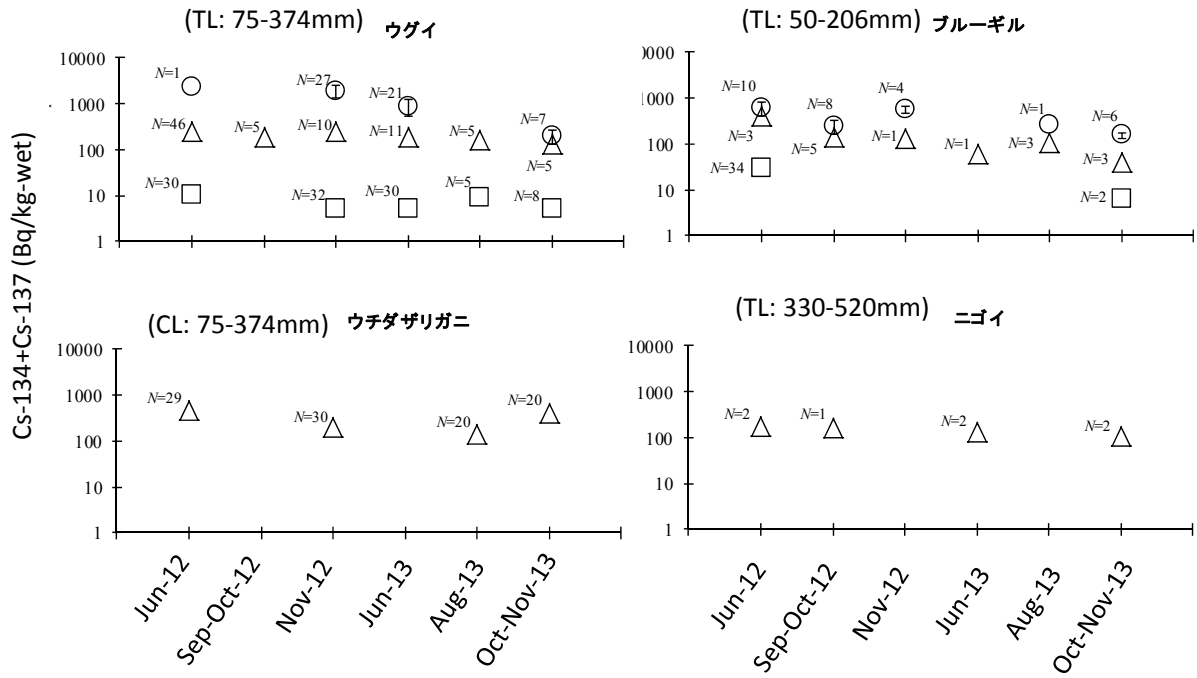 (TL: 75-374mm) ウグイ
(TL: 50-206mm) ブルーギル
Cs-134+Cs-137 (Bq/kg-wet)
10000
1000
100
10
1
N=1
N=27
N=21
N=7
N=46
N=5
N=10
N=11
N=5
N=5
N=30
N=32
N=30
N=5
N=8
0000
1000
100
10
1
N=10
N=8
N=4
N=1
N=6
N=3
N=5
N=1
N=1
N=3
N=3
N=34
N=2
(CL: 75-374mm) ウチダザリガニ
(TL: 330-520mm) ニゴイ
10000
1000
100
10
1
N=29
N=30
N=20
N=20
10000
1000
100
10
1
N=2
N=1
N=2
N=2
Jun-12
Sep-Oct-12
Nov-12
Jun-13
Aug-13
Oct-Nov-13
Jun-12
Sep-Oct-12
Nov-12
Jun-13
Aug-13
Oct-Nov-13